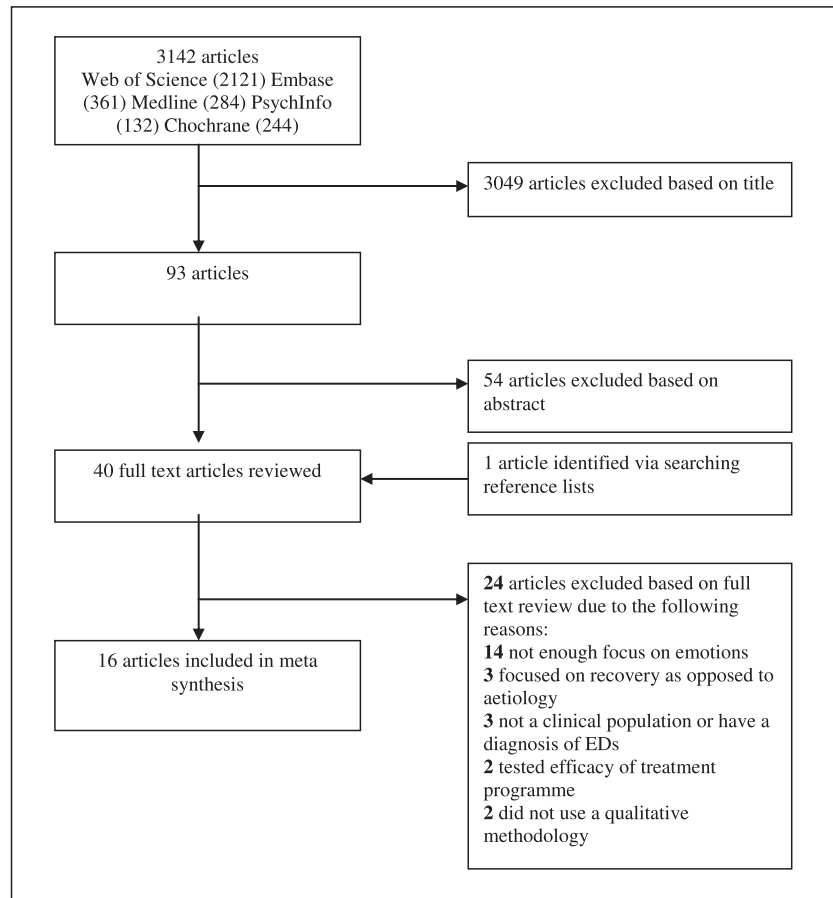 3142 articles
Web of Science (2121) Embase
(361) Medline (284) PsychInfo
(132) Chochrane (244)
3049 articles excluded based on title
93 articles
54 articles excluded based on
abstract
40 full text articles reviewed
1 article identified via searching
reference lists
24 articles excluded based on full
text review due to the following
reasons:
14 not enough focus on emotions
3 focused on recovery as opposed to
aetiology
3 not a clinical population or have a
diagnosis of EDs
2 tested efficacy of treatment
programme
2 did not use a qualitative
methodology
16 articles included in meta
synthesis